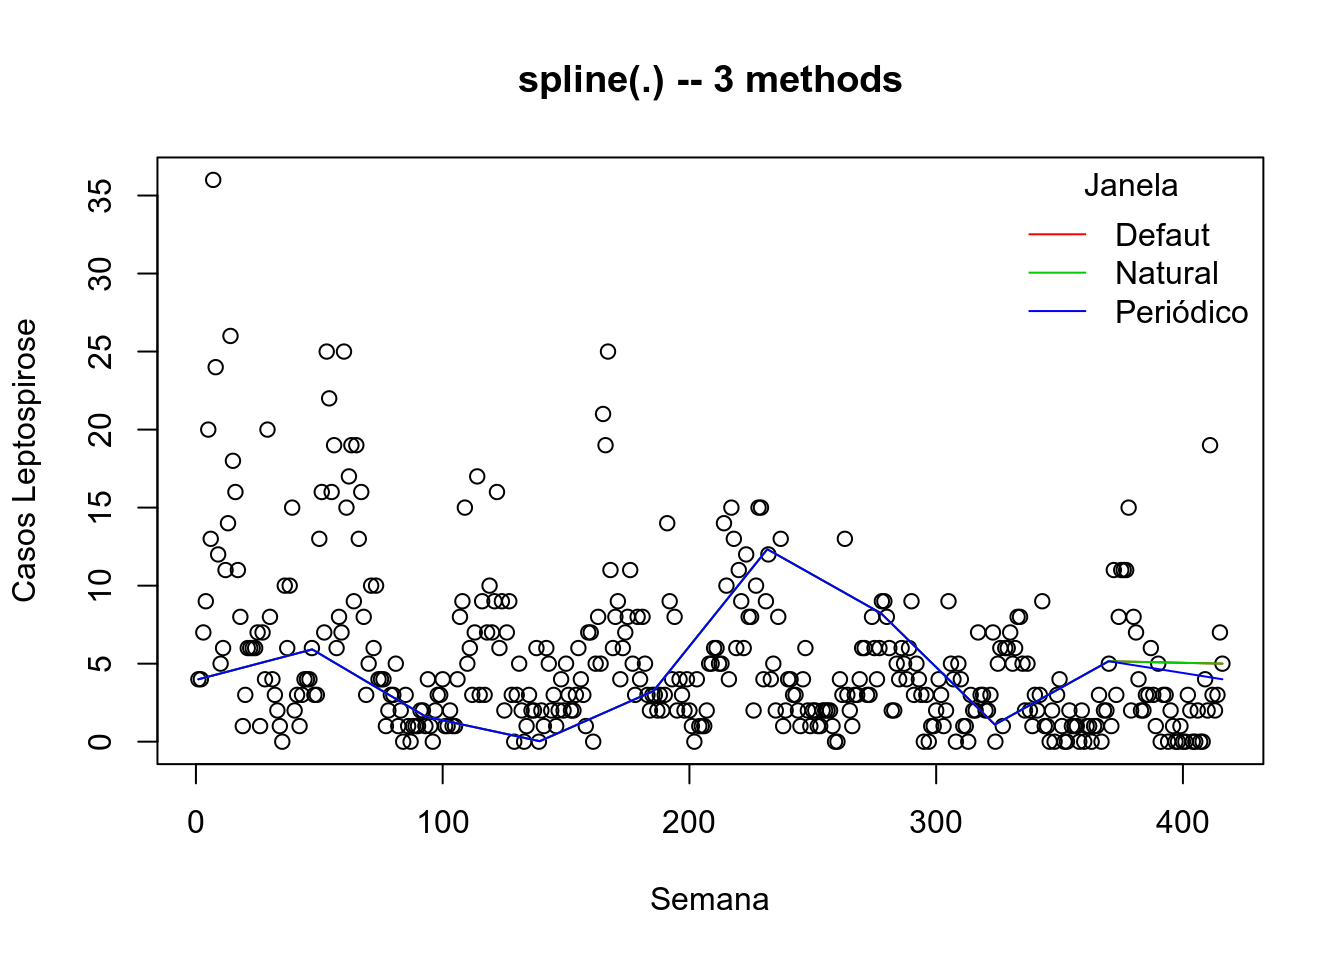 spline(.) -- 3 methods
Janela
Defaut
Natural
Periódico
Casos Leptospirose
35
30
25
20
15
10
5
0
0 100 200 300 400
Semana